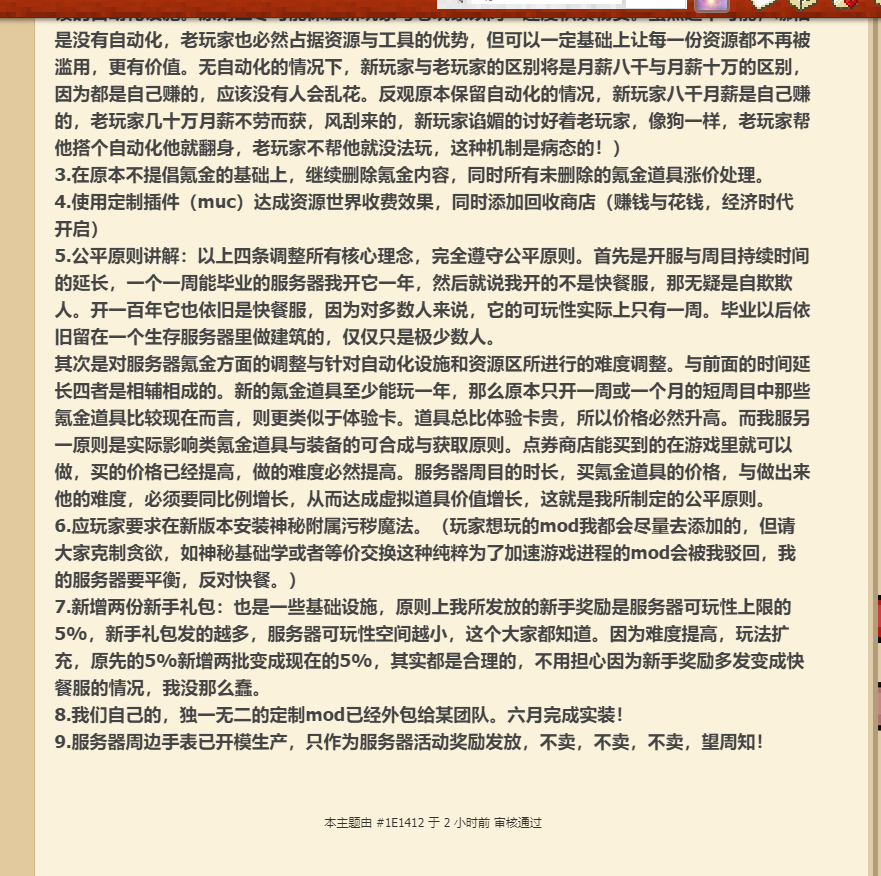 是没有自动化，老玩家也必然占据资源与工具的优势，但可以一定基础上让每一份资源都不再被
滥用，更有价值。无自动化的情况下，新玩家与老玩家的区别将是月薪八千与月薪十万的区别，
因为都是自己赚的，应该没有人会乱花。反观原本保留自动化的情况，新玩家八千月薪是自己赚
的，老玩家几十万月薪不劳而获，风刮来的，新玩家谄媚的讨好着老玩家，像狗一样，老玩家帮
他搭个自动化他就翻身，老玩家不帮他就没法玩，这种机制是病态的！）
3.在原本不提倡氪金的基础上，继续删除氪金内容，同时所有未删除的氪金道具涨价处理。
4.使用定制插件（muc）达成资源世界收费效果，同时添加回收商店（赚钱与花钱，经济时代
开启）
5.公平原则讲解：以上四条调整所有核心理念，完全遵守公平原则。首先是开服与周目持续时间
的延长，一个一周能毕业的服务器我开它一年，然后就说我开的不是快餐服，那无疑是自欺欺
人。开一百年它也依旧是快餐服，因为对多数人来说，它的可玩性实际上只有一周。毕业以后依
旧留在一个生存服务器里做建筑的，仅仅只是极少数人。
其次是对服务器氪金方面的调整与针对自动化设施和资源区所进行的难度调整。与前面的时间延
长四者是相辅相成的。新的氪金道具至少能玩一年，那么原本只开一周或一个月的短周目中那些
氪金道具比较现在而言，则更类似于体验卡。道具总比体验卡贵，所以价格必然升高。而我服另
一原则是实际影响类氪金道具与装备的可合成与获取原则。点券商店能买到的在游戏里就可以
做，买的价格已经提高，做的难度必然提高。服务器周目的时长，买氪金道具的价格，与做出来
他的难度，必须要同比例增长，从而达成虚拟道具价值增长，这就是我所制定的公平原则。
6.应玩家要求在新版本安装神秘附属污秽魔法。（玩家想玩的mod我都会尽量去添加的，但请
大家克制贪欲，如神秘基础学或者等价交换这种纯粹为了加速游戏进程的mod会被我驳回，我
的服务器要平衡，反对快餐。）
7.新增两份新手礼包：也是一些基础设施，原则上我所发放的新手奖励是服务器可玩性上限的
5%，新手礼包发的越多，服务器可玩性空间越小，这个大家都知道。因为难度提高，玩法扩
充，原先的5%新增两批变成现在的5%，其实都是合理的，不用担心因为新手奖励多发变成快
餐服的情况，我没那么蠢。
8.我们自己的，独一无二的定制mod已经外包给某团队。六月完成实装！
9.服务器周边手表已开模生产，只作为服务器活动奖励发放，不卖，不卖，不卖，望周知！
本主题由 #1E1412 于 2 小时前 审核通过